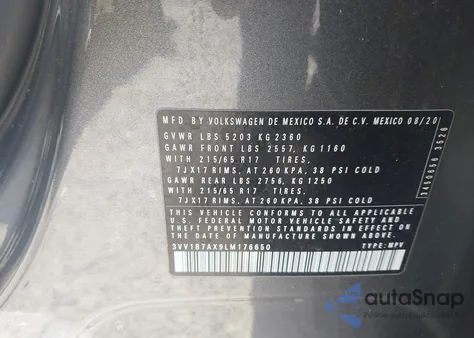 MFD BY VOLKSWAGEN DE MEXICO S.A. DE C.V. MEXICO 08/20
GVWR LBS 5203 KG 2360
GAWR FRONT LBS 2557, KG 1160
WITH 215/65 R17 TIRES,
7JX17 RIMS, AT 260 KPA, 38 PSI COLD
GAWR REAR LBS 2756, KG 1250
WITH 215/65 R17 TIRES,
7JX17 RIMS, AT 260 KPA, 38 PSI COLD
THIS VEHICLE CONFORMS TO ALL APPLICABLE
U.S. FEDERAL MOTOR VEHICLE SAFETY AND
THEFT PREVENTION STANDARDS IN EFFECT ON
THE DATE OF MANUFACTURE SHOWN ABOVE.
3VV1B7AX9LM176650 TYPE: MPV
autoSnap